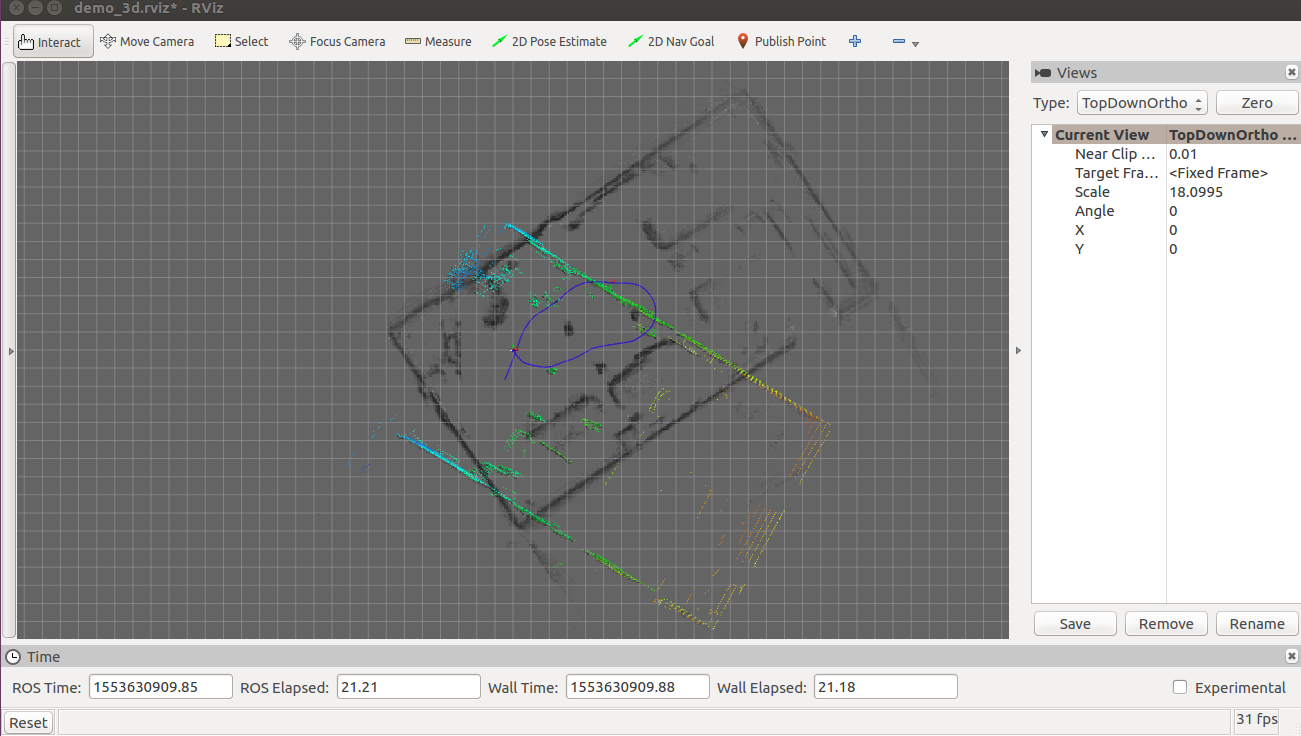 demo_3d.rviz* - RViz
Interact Move Camera Select Focus Camera Measure 2D Pose Estimate 2D Nav Goal Publish Point
Views
Type: TopDownOrtho Zero
Current View TopDownOrtho ...
Near Clip ... 0.01
Target Fra... <Fixed Frame>
Scale 18.0995
Angle 0
X 0
Y 0
Save Remove Rename
Time
ROS Time: 1553630909.85 ROS Elapsed: 21.21 Wall Time: 1553630909.88 Wall Elapsed: 21.18 Experimental
Reset 31 fps